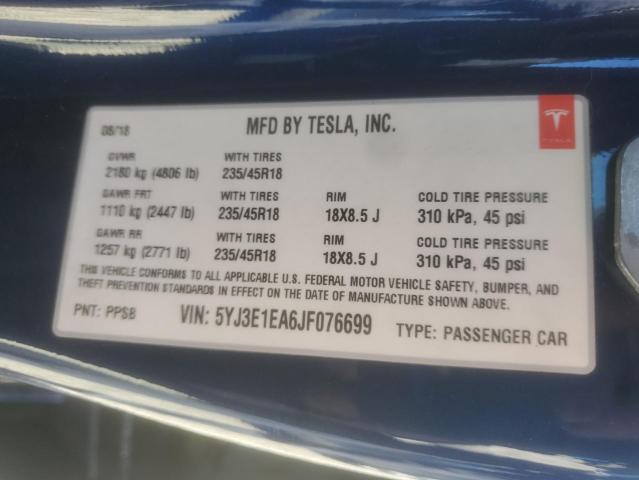 08/18 MFD BY TESLA, INC.
TESLA
GVWR WITH TIRES
2180 kg (4806 lb) 235/45R18
GAWR FRT WITH TIRES RIM COLD TIRE PRESSURE
1110 kg (2447 lb) 235/45R18 18X8.5 J 310 kPa, 45 psi
GAWR RR WITH TIRES RIM COLD TIRE PRESSURE
1257 kg (2771 lb) 235/45R18 18X8.5 J 310 kPa, 45 psi
THIS VEHICLE CONFORMS TO ALL APPLICABLE U.S. FEDERAL MOTOR VEHICLE SAFETY, BUMPER, AND
THEFT PREVENTION STANDARDS IN EFFECT ON THE DATE OF MANUFACTURE SHOWN ABOVE.
PNT: PPSB VIN: 5YJ3E1EA6JF076699 TYPE: PASSENGER CAR